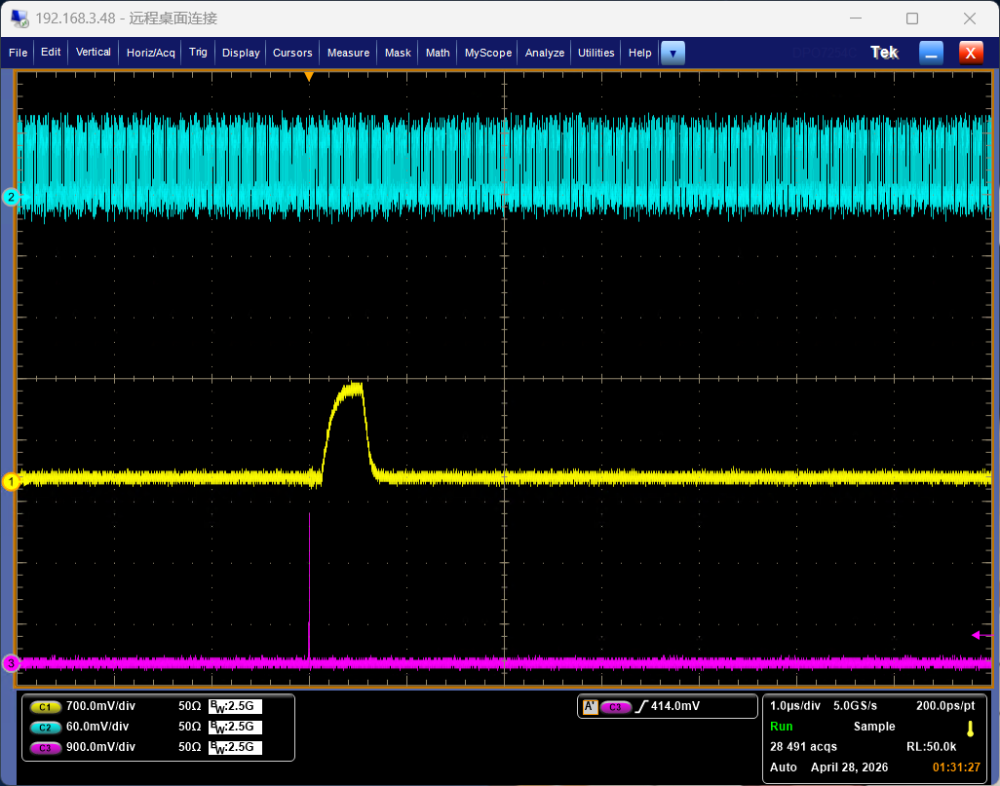 192.168.3.48 - 远程桌面连接
File Edit Vertical Horiz/Acq Trig Display Cursors Measure Mask Math MyScope Analyze Utilities Help Tek X
2
1
3
C1 700.0mV/div 50Ω BW:2.5G
C2 60.0mV/div 50Ω BW:2.5G
C3 900.0mV/div 50Ω BW:2.5G
A' C3 414.0mV
1.0µs/div 5.0GS/s 200.0ps/pt
Run Sample
28 491 acqs RL:50.0k
Auto April 28, 2026 01:31:27